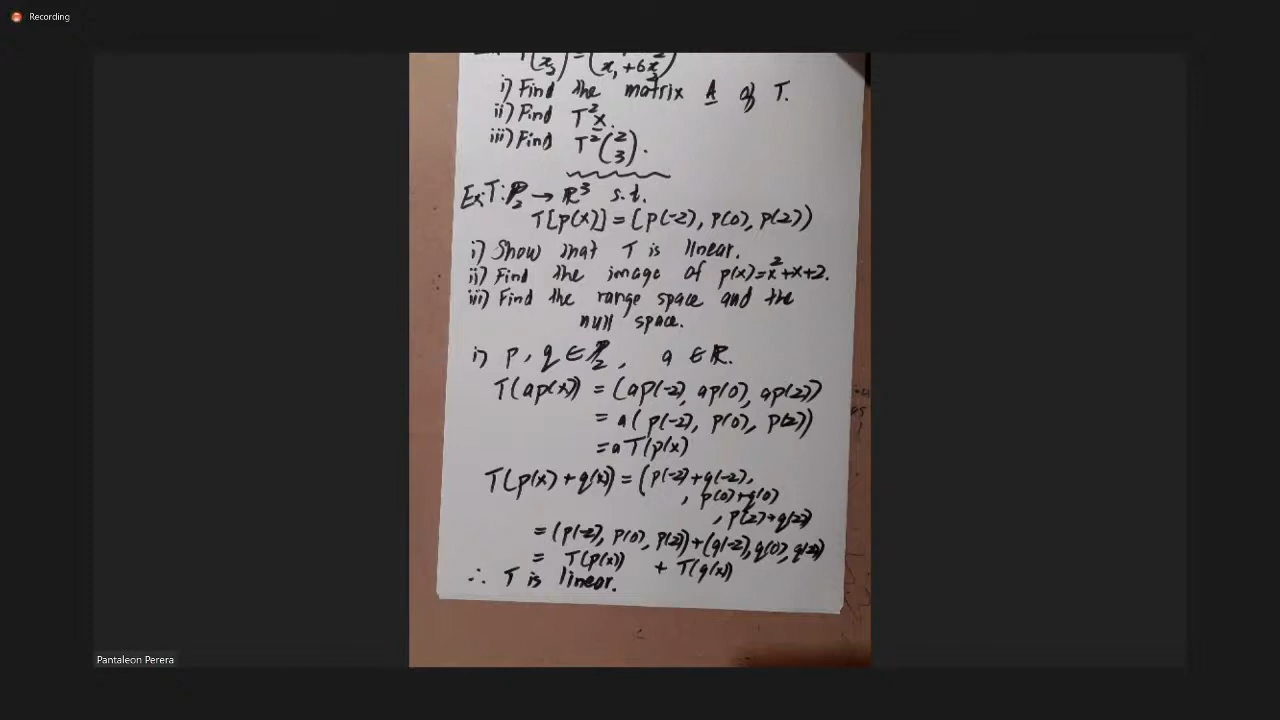 Recording
(x₃) = (x₁ + 6x₃²)
i) Find the matrix A of T.
ii) Find T²x.
iii) Find T²(2 3).
Ex: T: P₂ → ℝ³ s.t.
T[p(x)] = (p(-2), p(0), p(2))
i) Show that T is linear.
ii) Find the image of p(x)=x²+x+2.
iii) Find the range space and the
null space.
i) p, q ∈ P₂, a ∈ ℝ.
T(ap(x)) = (ap(-2), ap(0), ap(2))
= a(p(-2), p(0), p(2))
= a T(p(x)
T(p(x) + q(x)) = (p(-2)+q(-2),
, p(0)+q(0)
, p(2)+q(2))
= (p(-2), p(0), p(2)) + (q(-2), q(0), q(2))
= T(p(x)) + T(q(x))
∴ T is linear.
Pantaleon Perera